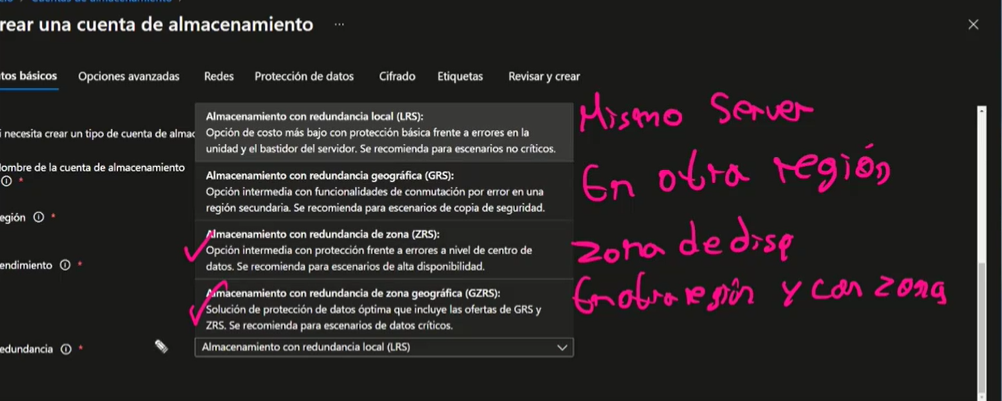 rear una cuenta de almacenamiento ...
tos básicos Opciones avanzadas Redes Protección de datos Cifrado Etiquetas Revisar y crear
i necesita crear un tipo de cuenta de almac
Almacenamiento con redundancia local (LRS):
Opción de costo más bajo con protección básica frente a errores en la
unidad y el bastidor del servidor. Se recomienda para escenarios no críticos.
Mismo Server
ombre de la cuenta de almacenamiento
*
Almacenamiento con redundancia geográfica (GRS):
Opción intermedia con funcionalidades de conmutación por error en una
región secundaria. Se recomienda para escenarios de copia de seguridad.
En otra región
egión *
Almacenamiento con redundancia de zona (ZRS):
Opción intermedia con protección frente a errores a nivel de centro de
datos. Se recomienda para escenarios de alta disponibilidad.
zona de disp
endimiento *
Almacenamiento con redundancia de zona geográfica (GZRS):
Solución de protección de datos óptima que incluye las ofertas de GRS y
ZRS. Se recomienda para escenarios de datos críticos.
En otra región y con zona
edundancia *
Almacenamiento con redundancia local (LRS)